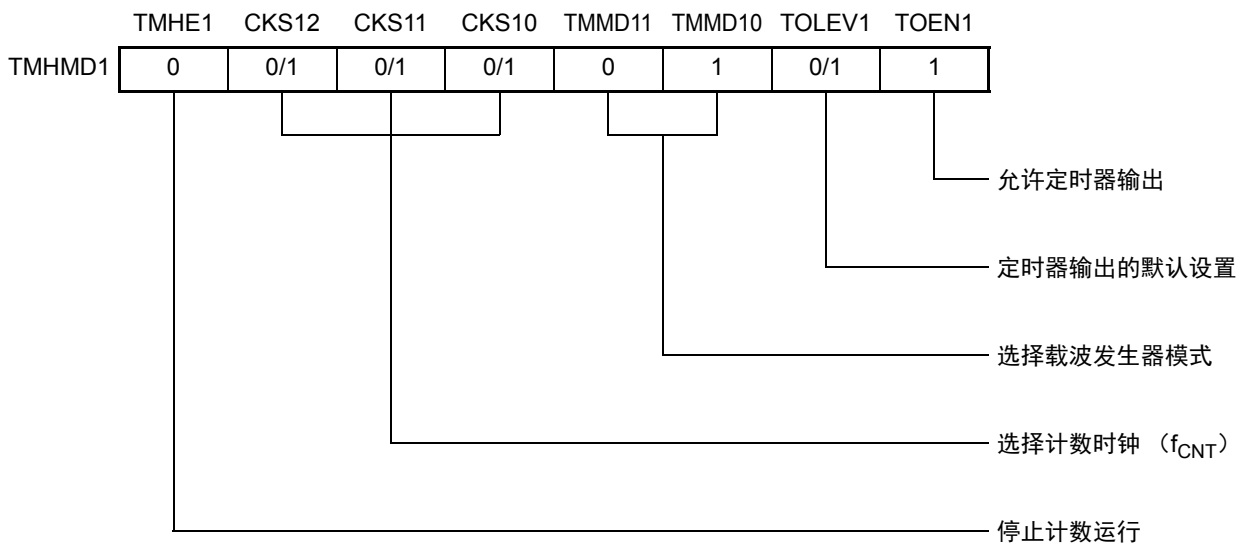 TMHE1 CKS12 CKS11 CKS10 TMMD11 TMMD10 TOLEV1 TOEN1
TMHMD1 0 0/1 0/1 0/1 0 1 0/1 1
允许定时器输出
定时器输出的默认设置
选择载波发生器模式
选择计数时钟 （fCNT）
停止计数运行